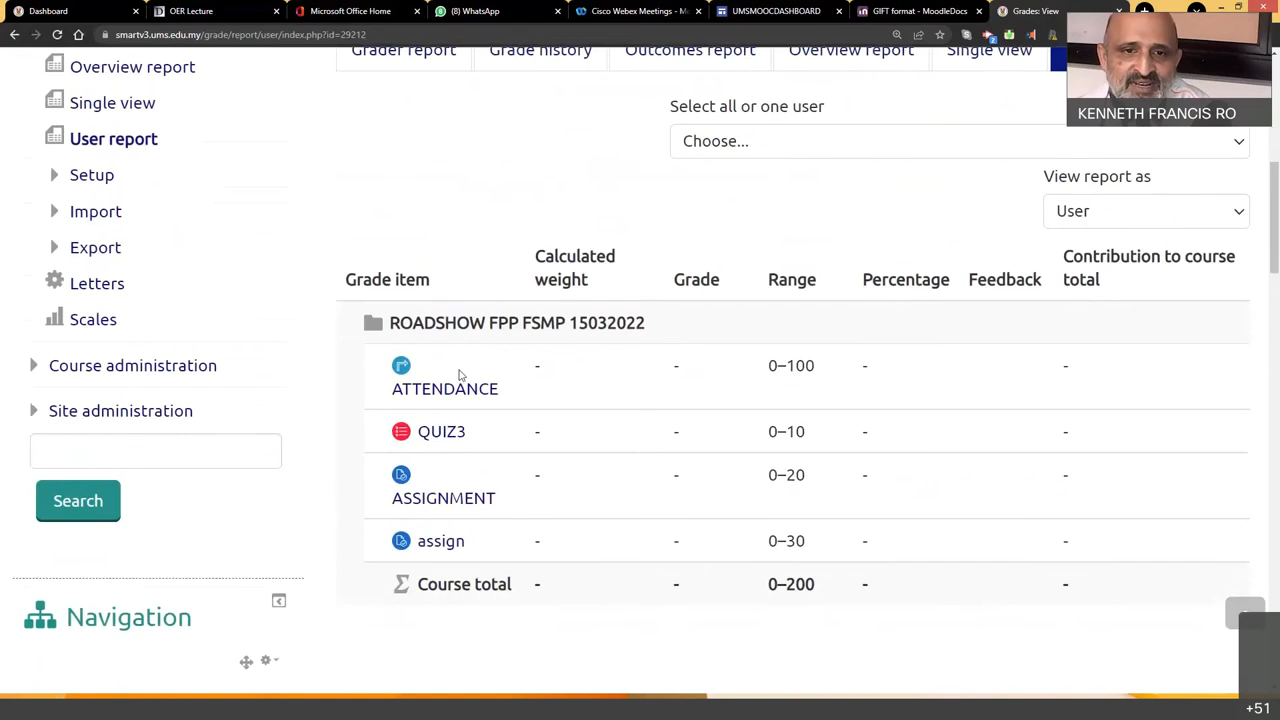 Dashboard
OER Lecture
Microsoft Office Home
(8) WhatsApp
Cisco Webex Meetings - M
UMSMOOCDASHBOARD
GIFT format - MoodleDocs
Grades: View
smartv3.ums.edu.my/grade/report/user/index.php?id=29212
Overview report
Single view
User report
Setup
Import
Export
Letters
Scales
Course administration
Site administration
Search
Navigation
Grader report
Grade history
Outcomes report
Overview report
Single view
KENNETH FRANCIS RO
Select all or one user
Choose...
View report as
User
Grade item
Calculated weight
Grade
Range
Percentage
Feedback
Contribution to course total
ROADSHOW FPP FSMP 15032022
ATTENDANCE - - 0–100 - -
QUIZ3 - - 0–10 - -
ASSIGNMENT - - 0–20 - -
assign - - 0–30 - -
Course total - - 0–200 - -
+51